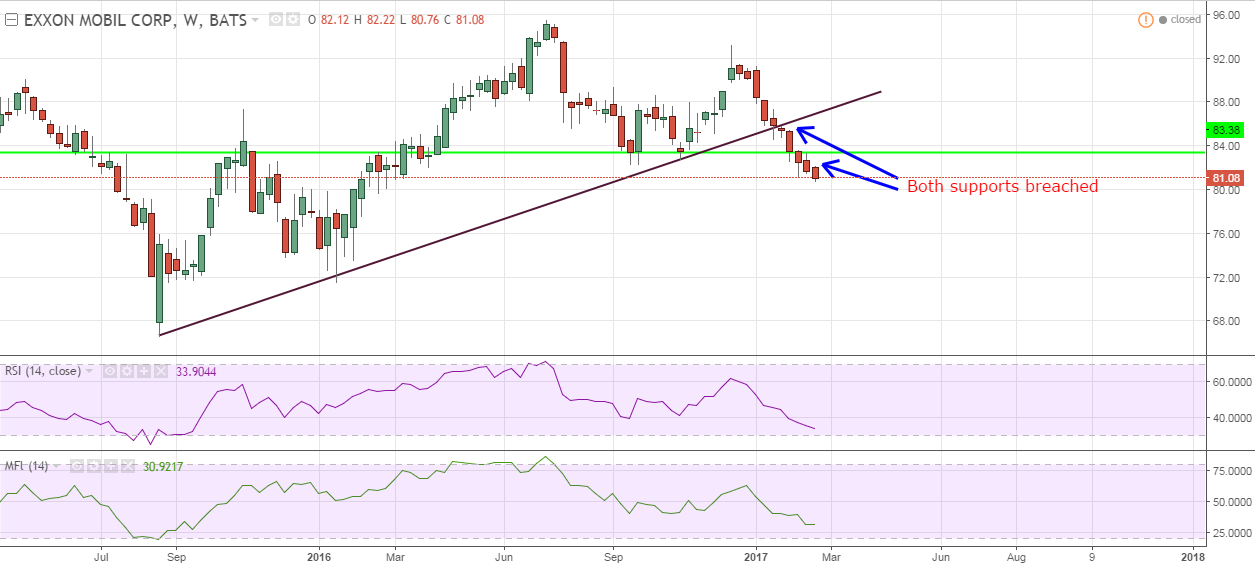 EXXON MOBIL CORP, W, BATS O 82.12 H 82.22 L 80.76 C 81.08
closed
96.00
92.00
88.00
83.38
84.00
81.08
80.00
Both supports breached
76.00
72.00
68.00
RSI (14, close) 33.9044
60.0000
40.0000
MFI (14) 30.9217
75.0000
50.0000
25.0000
Jul Sep 2016 Mar Jun Sep 2017 Mar Jun Aug 9 2018